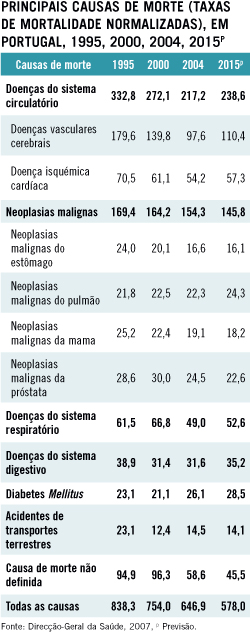 PRINCIPAIS CAUSAS DE MORTE (TAXAS
DE MORTALIDADE NORMALIZADAS), EM
PORTUGAL, 1995, 2000, 2004, 2015ᴾ
Causas de morte 1995 2000 2004 2015ᵖ
Doenças do sistema
circulatório 332,8 272,1 217,2 238,6
Doenças vasculares
cerebrais 179,6 139,8 97,6 110,4
Doença isquémica
cardíaca 70,5 61,1 54,2 57,3
Neoplasias malignas 169,4 164,2 154,3 145,8
Neoplasias
malignas do
estômago 24,0 20,1 16,6 16,1
Neoplasias
malignas do pulmão 21,8 22,5 22,3 24,3
Neoplasias
malignas da mama 25,2 22,4 19,1 18,2
Neoplasias
malignas da
próstata 28,6 30,0 24,5 22,6
Doenças do sistema
respiratório 61,5 66,8 49,0 52,6
Doenças do sistema
digestivo 38,9 31,4 31,6 35,2
Diabetes Mellitus 23,1 21,1 26,1 28,5
Acidentes de
transportes
terrestres 23,1 12,4 14,5 14,1
Causa de morte não
definida 94,9 96,3 58,6 45,5
Todas as causas 838,3 754,0 646,9 578,0
Fonte: Direcção-Geral da Saúde, 2007, ᵖ Previsão.